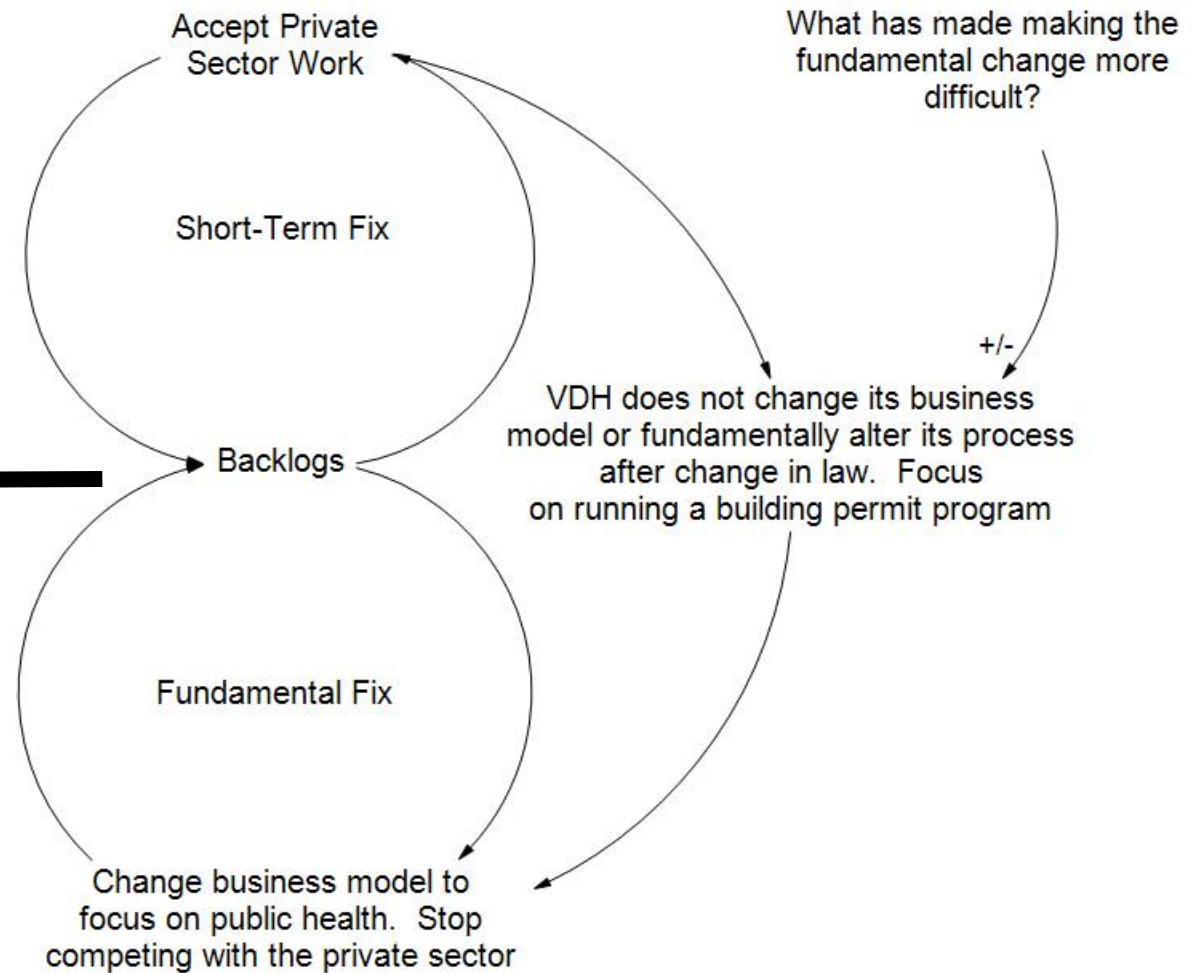 Accept Private
Sector Work
What has made making the
fundamental change more
difficult?
Short-Term Fix
+/-
VDH does not change its business
model or fundamentally alter its process
after change in law.  Focus
on running a building permit program
Backlogs
Fundamental Fix
Change business model to
focus on public health.  Stop
competing with the private sector